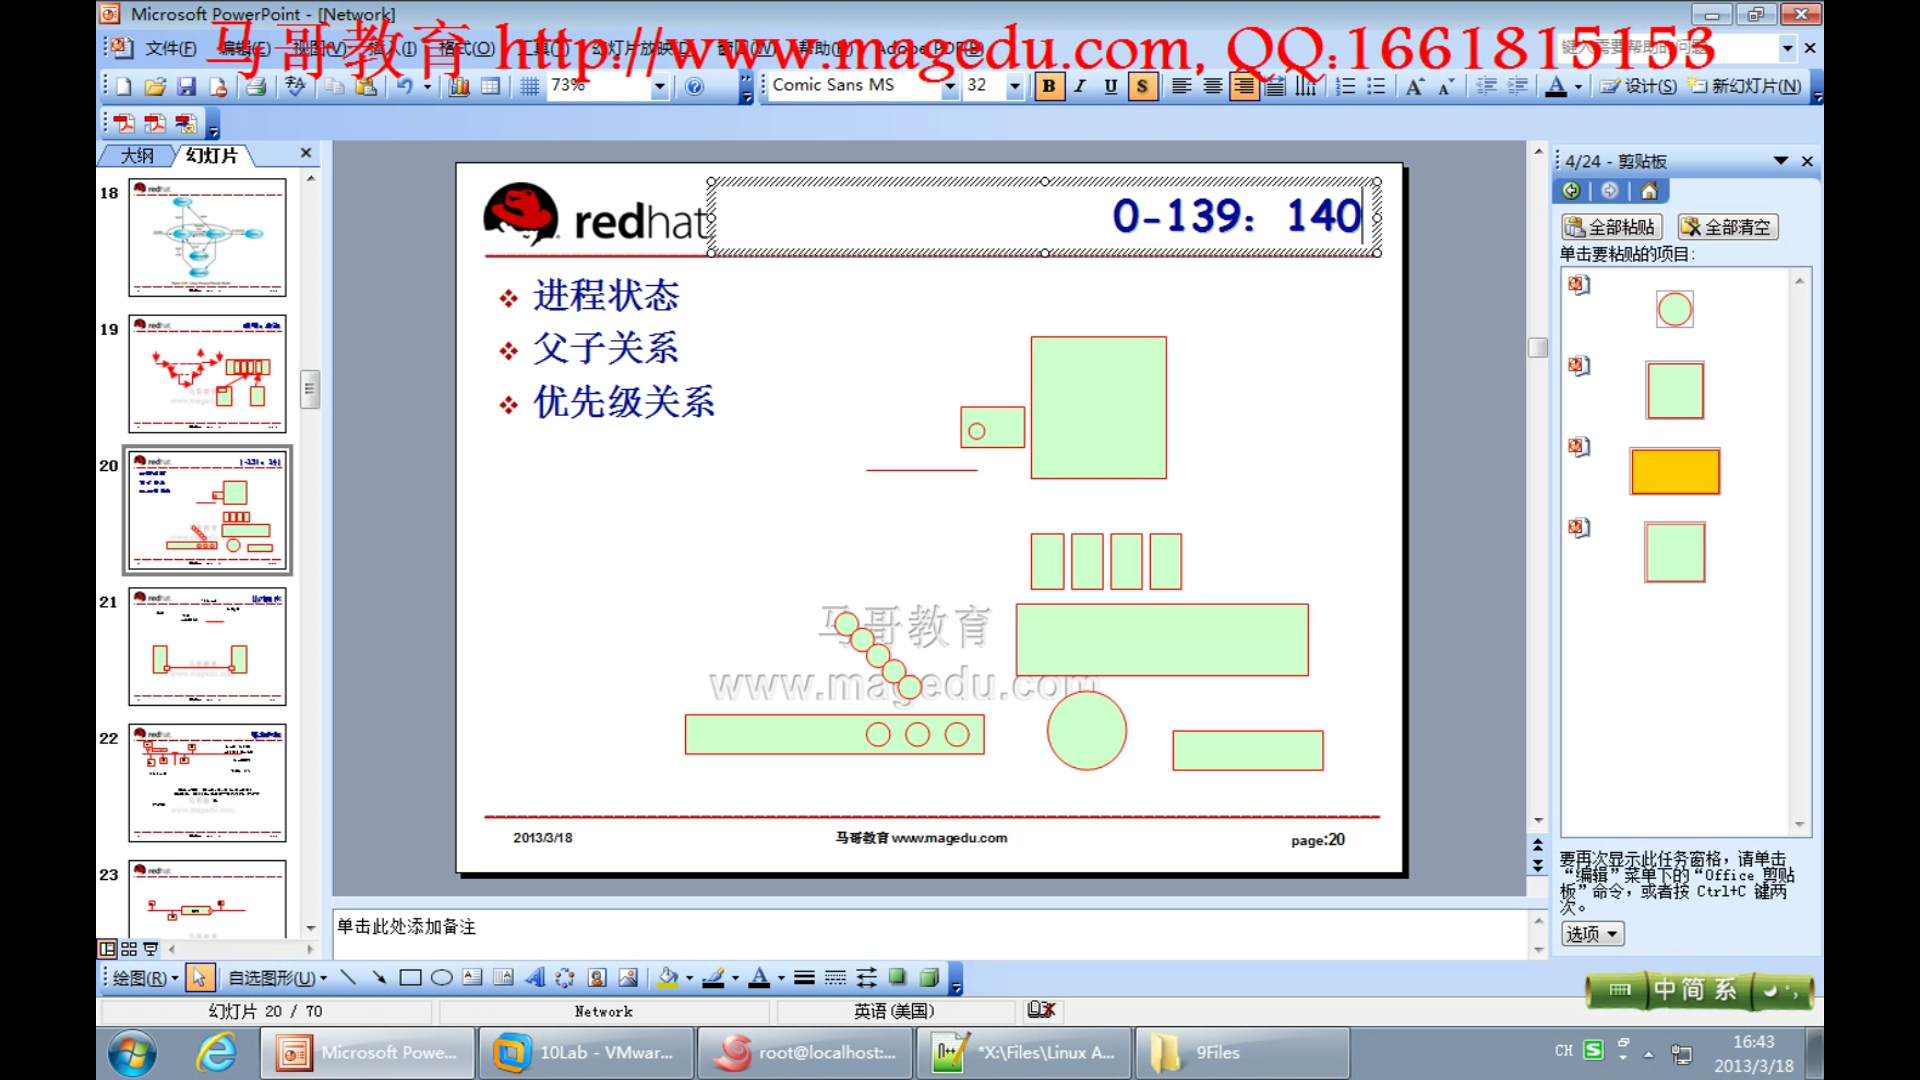 Microsoft PowerPoint - [Network]
马哥教育 http://www.magedu.com, QQ:1661815153
文件(F) 编辑(E) 视图(V) 插入(I) 格式(O) 工具(T) 幻灯片放映(D) 窗口(W) 帮助(H) Adobe PDF(B)
键入需要帮助的问题
73% Comic Sans MS 32 B I U S 设计(S) 新幻灯片(N)
大纲 幻灯片
4/24 - 剪贴板
全部粘贴 全部清空
单击要粘贴的项目:
18
19
20
21
22
23
redhat
0-139: 140
进程状态
父子关系
优先级关系
马哥教育
www.magedu.com
2013/3/18 马哥教育 www.magedu.com page:20
要再次显示此任务窗格，请单击
“编辑”菜单下的“Office 剪贴
板”命令，或者按 Ctrl+C 键两
次。
选项
单击此处添加备注
绘图(R) 自选图形(U)
中简系
幻灯片 20 / 70 Network 英语(美国)
Microsoft Powe... 10Lab - VMwar... root@localhost:... *X:\Files\Linux A... 9Files
CH 16:43
2013/3/18